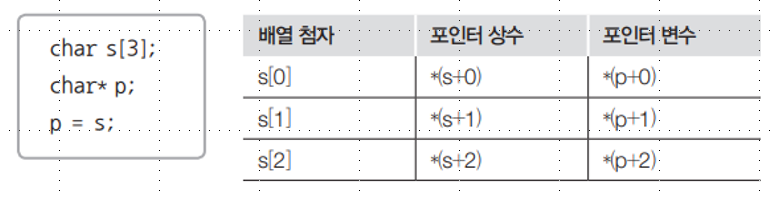 char s[3];
char* p;
p = s;
배열 첨자 포인터 상수 포인터 변수
s[0] *(s+0) *(p+0)
s[1] *(s+1) *(p+1)
s[2] *(s+2) *(p+2)